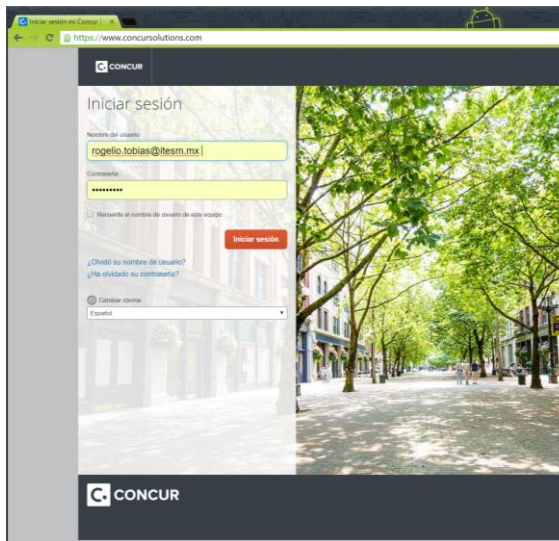 Iniciar sesión en Concur |
https://www.concursolutions.com
C. CONCUR
Iniciar sesión
Nombre del usuario
rogelio.tobias@itesm.mx
Contraseña
•••••••••
Recuerde el nombre de usuario de este equipo
Iniciar sesión
¿Olvidó su nombre de usuario?
¿Ha olvidado su contraseña?
Cambiar idioma
Español
C. CONCUR